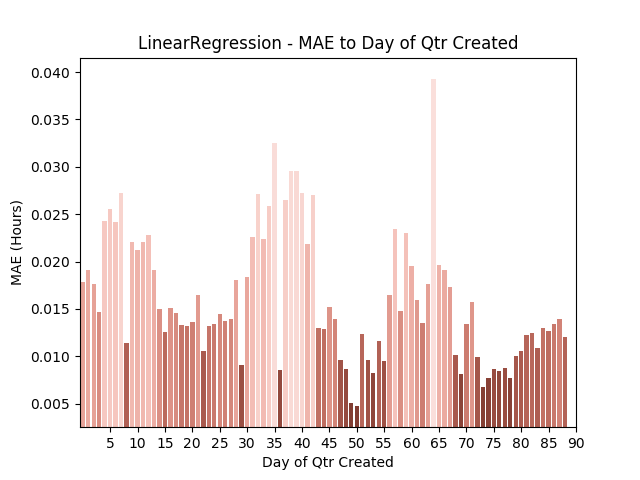 LinearRegression - MAE to Day of Qtr Created
0.040
0.035
0.030
0.025
0.020
0.015
0.010
0.005
MAE (Hours)
5 10 15 20 25 30 35 40 45 50 55 60 65 70 75 80 85 90
Day of Qtr Created